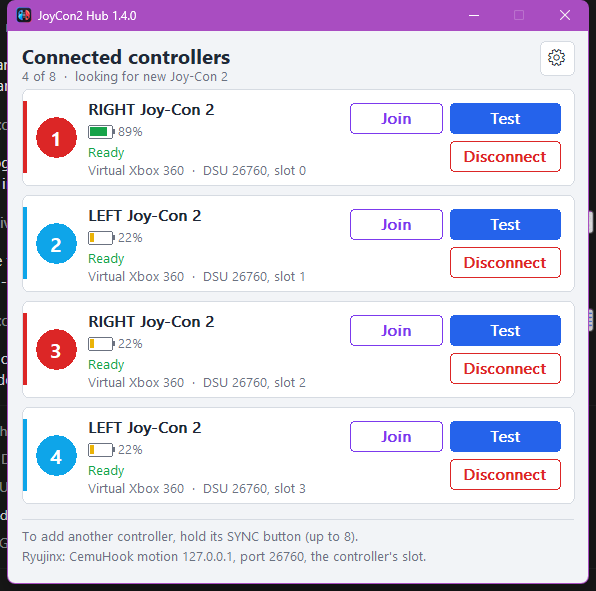 JoyCon2 Hub 1.4.0
Connected controllers
4 of 8 · looking for new Joy-Con 2
1
RIGHT Joy-Con 2
89%
Ready
Virtual Xbox 360 · DSU 26760, slot 0
Join
Test
Disconnect
2
LEFT Joy-Con 2
22%
Ready
Virtual Xbox 360 · DSU 26760, slot 1
Join
Test
Disconnect
3
RIGHT Joy-Con 2
22%
Ready
Virtual Xbox 360 · DSU 26760, slot 2
Join
Test
Disconnect
4
LEFT Joy-Con 2
22%
Ready
Virtual Xbox 360 · DSU 26760, slot 3
Join
Test
Disconnect
To add another controller, hold its SYNC button (up to 8).
Ryujinx: CemuHook motion 127.0.0.1, port 26760, the controller's slot.